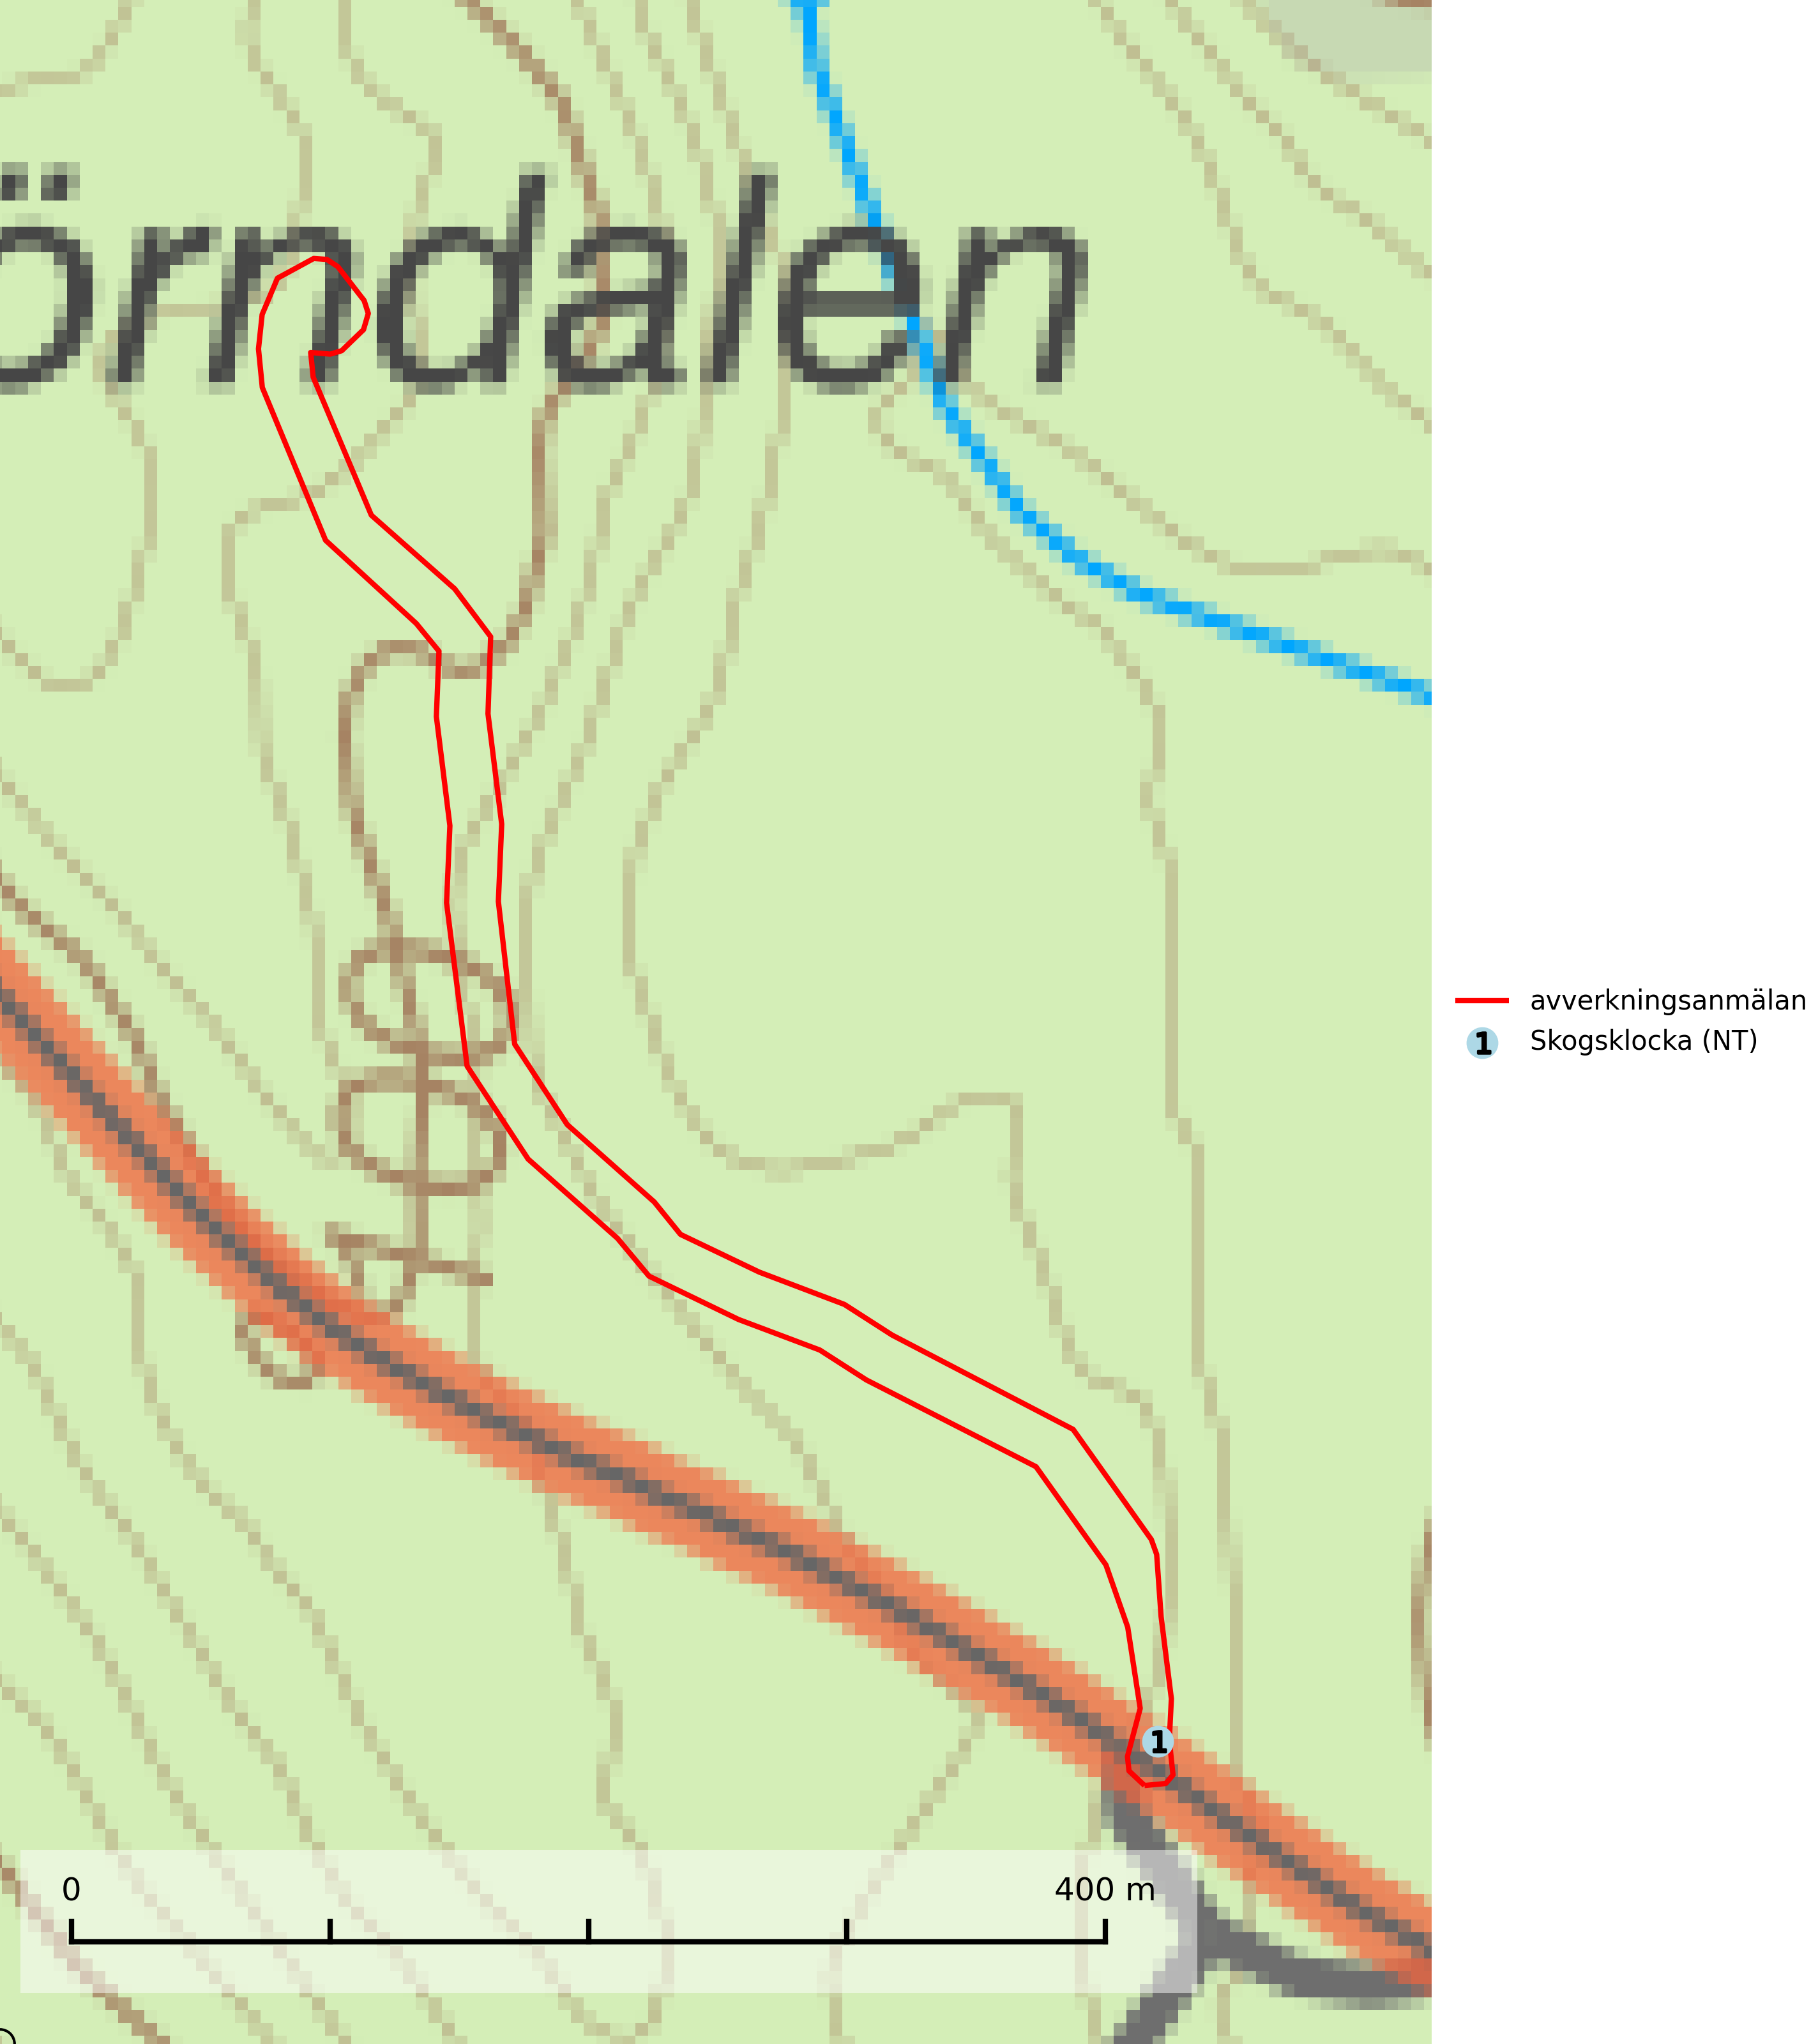 örndalen
avverkningsanmälan
1 Skogsklocka (NT)
1
0 400 m